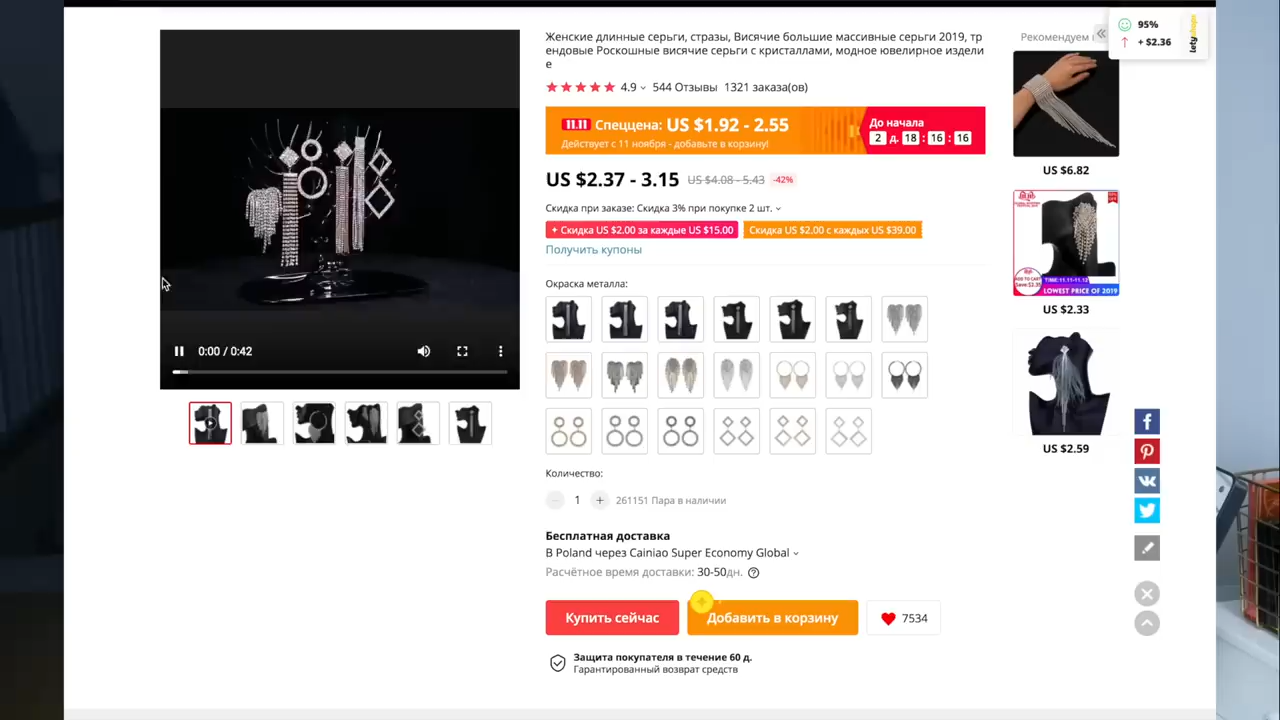 Женские длинные серьги, стразы, Висячие большие массивные серьги 2019, тр
ендовые Роскошные висячие серьги с кристаллами, модное ювелирное издели
е
4.9 544 Отзывы 1321 заказа(ов)
11.11 Спеццена: US $1.92 - 2.55
Действует с 11 ноября - добавьте в корзину!
До начала
2 д. 18 : 16 : 16
US $2.37 - 3.15 US $4.08 - 5.43 -42%
Скидка при заказе: Скидка 3% при покупке 2 шт.
+ Скидка US $2.00 за каждые US $15.00 Скидка US $2.00 с каждых US $39.00
Получить купоны
Окраска металла:
0:00 / 0:42
Количество:
1 + 261151 Пара в наличии
Бесплатная доставка
В Poland через Cainiao Super Economy Global
Расчётное время доставки: 30-50дн.
Купить сейчас
Добавить в корзину
7534
Защита покупателя в течение 60 д.
Гарантированный возврат средств
Рекомендуем
95%
+ $2.36
US $6.82
LOWEST PRICE OF 2019
US $2.33
US $2.59